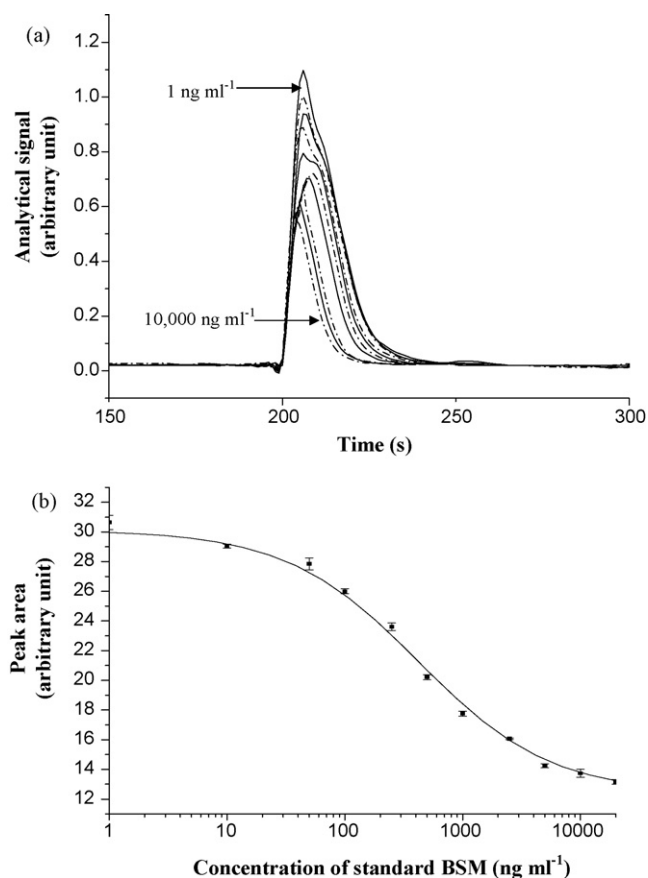 (a)
1.2
1.0
0.8
0.6
0.4
0.2
0.0
1 ng ml⁻¹
10,000 ng ml⁻¹
Analytical signal
(arbitrary unit)
150 200 250 300
Time (s)
(b)
32
30
28
26
24
22
20
18
16
14
12
Peak area
(arbitrary unit)
1 10 100 1000 10000
Concentration of standard BSM (ng ml⁻¹)